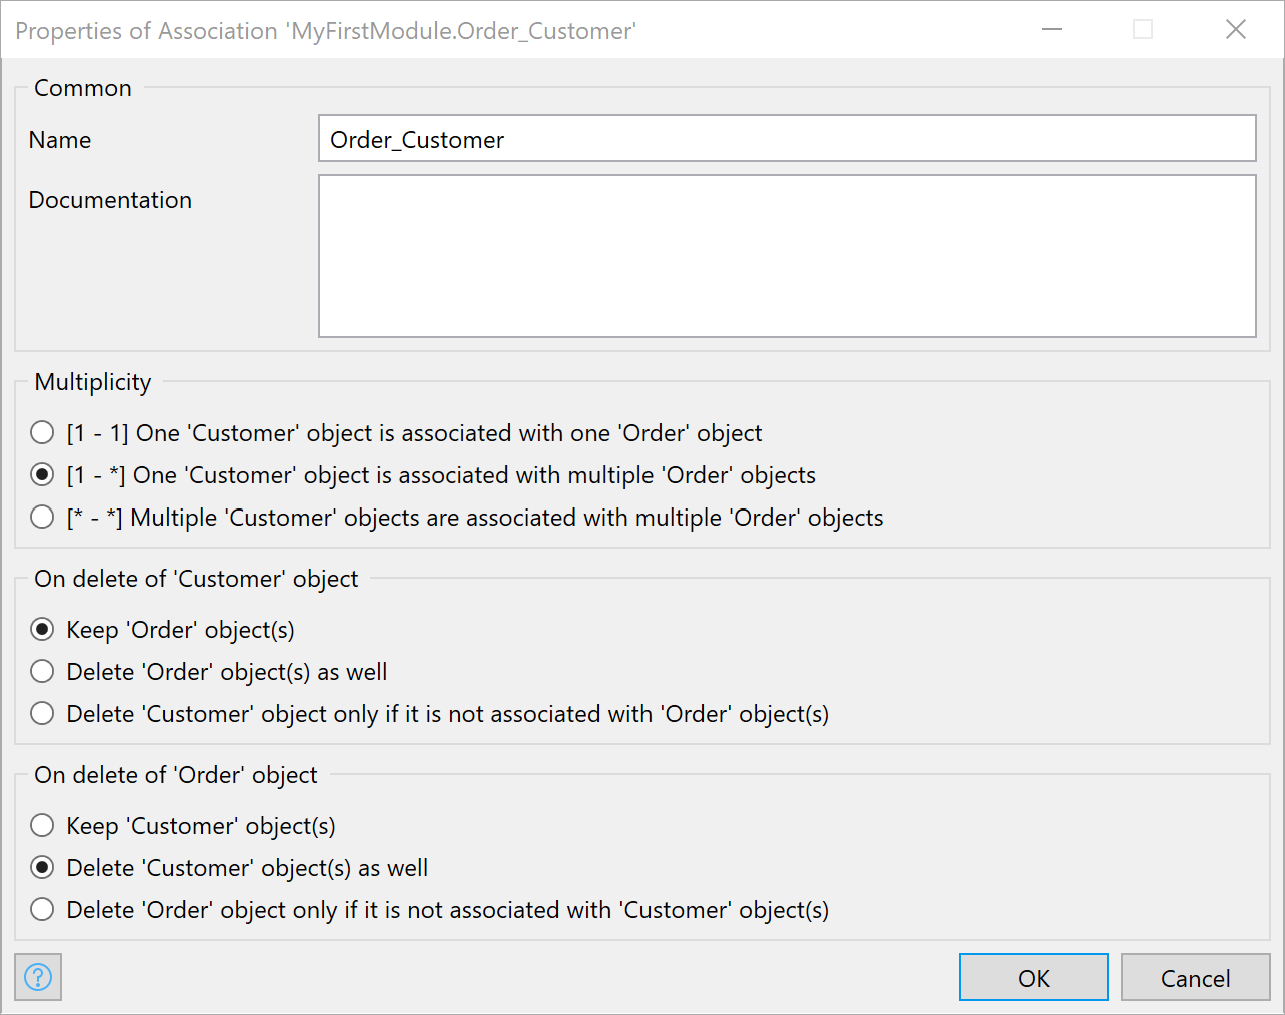 Properties of Association 'MyFirstModule.Order_Customer'
Common
Name
Order_Customer
Documentation
Multiplicity
[1 - 1] One 'Customer' object is associated with one 'Order' object
[1 - *] One 'Customer' object is associated with multiple 'Order' objects
[* - *] Multiple 'Customer' objects are associated with multiple 'Order' objects
On delete of 'Customer' object
Keep 'Order' object(s)
Delete 'Order' object(s) as well
Delete 'Customer' object only if it is not associated with 'Order' object(s)
On delete of 'Order' object
Keep 'Customer' object(s)
Delete 'Customer' object(s) as well
Delete 'Order' object only if it is not associated with 'Customer' object(s)
?
OK
Cancel